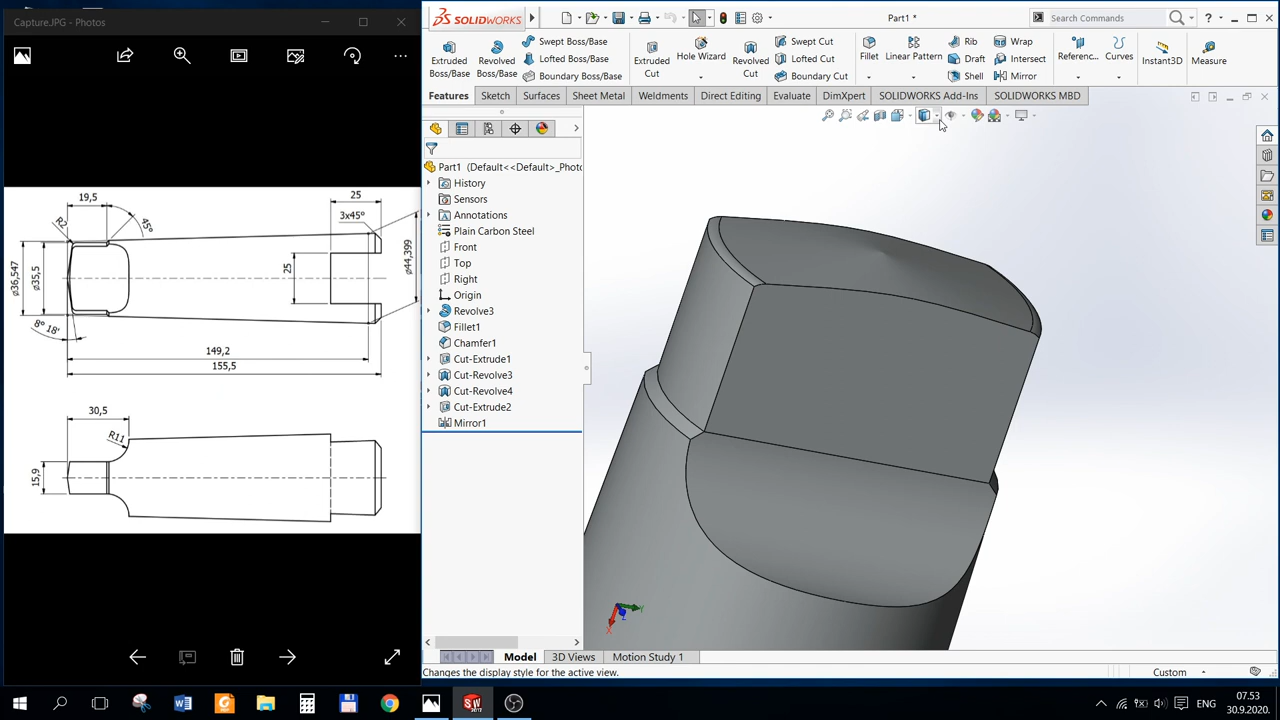 CaptureJPG - Photos
SOLIDWORKS
Part1 *
Search Commands
Extruded Boss/Base
Revolved Boss/Base
Swept Boss/Base
Lofted Boss/Base
Boundary Boss/Base
Extruded Cut
Hole Wizard
Revolved Cut
Swept Cut
Lofted Cut
Boundary Cut
Fillet
Linear Pattern
Rib
Draft
Shell
Wrap
Intersect
Mirror
Referenc...
Curves
Instant3D
Measure
Features
Sketch
Surfaces
Sheet Metal
Weldments
Direct Editing
Evaluate
DimXpert
SOLIDWORKS Add-Ins
SOLIDWORKS MBD
Part1 (Default<<Default>_Photo
History
Sensors
Annotations
Plain Carbon Steel
Front
Top
Right
Origin
Revolve3
Fillet1
Chamfer1
Cut-Extrude1
Cut-Revolve3
Cut-Revolve4
Cut-Extrude2
Mirror1
19,5
25
R2
45°
3x45°
⌀36,547
⌀35,5
25
⌀44,399
8° 18'
149,2
155,5
30,5
R11
15,9
Y
X
Z
Model
3D Views
Motion Study 1
Changes the display style for the active view.
Custom
ENG
07.53
30.9.2020.